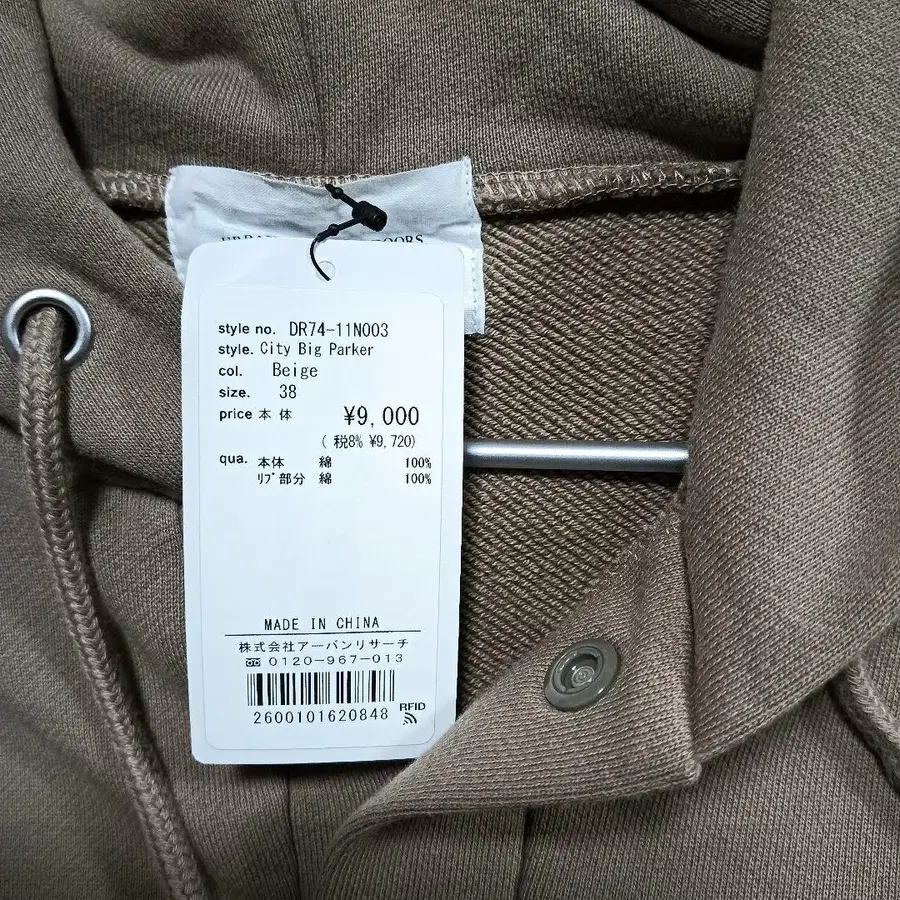 style no. DR74-11N003
style. City Big Parker
col. Beige
size. 38
price 本体 ¥9,000
( 税8% ¥9,720)
qua. 本体 綿 100%
ﾘﾌﾞ部分 綿 100%
MADE IN CHINA
株式会社アーバンリサーチ
0120-967-013
2600101620848
RFID